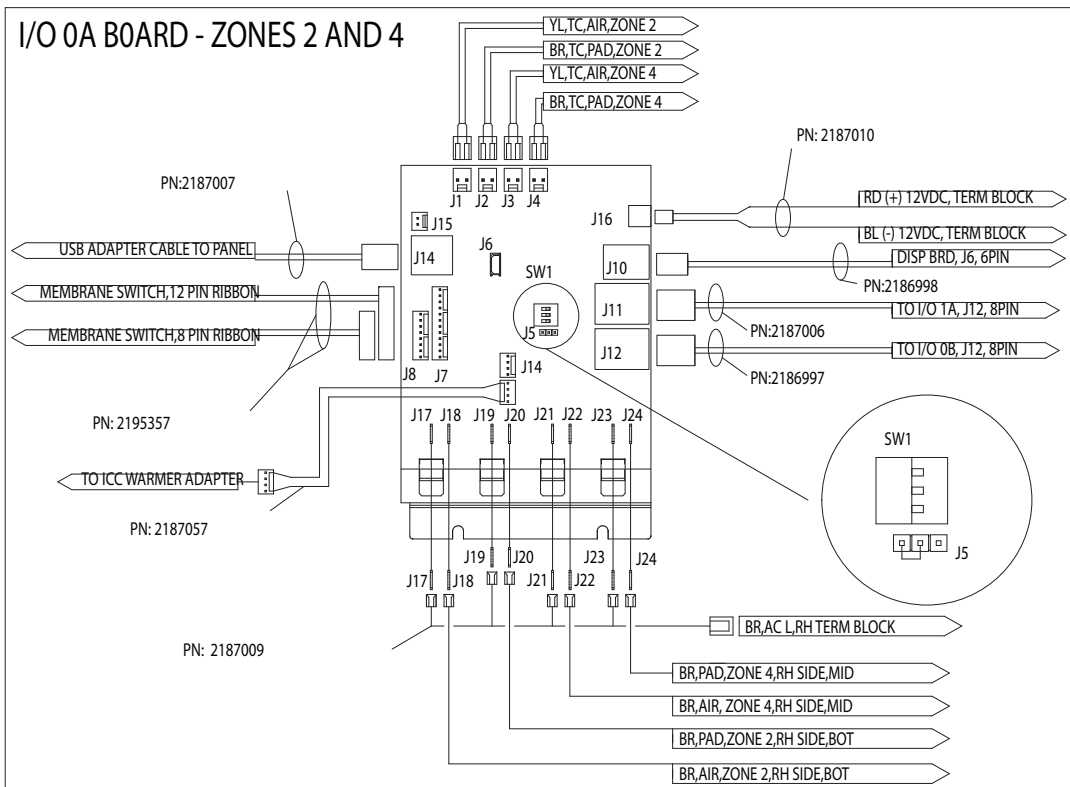 I/O 0A B0ARD - ZONES 2 AND 4
YL,TC,AIR,ZONE 2
BR,TC,PAD,ZONE 2
YL,TC,AIR,ZONE 4
BR,TC,PAD,ZONE 4
PN: 2187010
PN:2187007
J1 J2 J3 J4
RD (+) 12VDC, TERM BLOCK
J15
J16
BL (-) 12VDC, TERM BLOCK
USB ADAPTER CABLE TO PANEL
J14
J6
J10
DISP BRD, J6, 6PIN
SW1
PN:2186998
MEMBRANE SWITCH,12 PIN RIBBON
J11
TO I/O 1A, J12, 8PIN
PN:2187006
MEMBRANE SWITCH,8 PIN RIBBON
J5
J12
TO I/O 0B, J12, 8PIN
J8 J7
J14
PN:2186997
PN: 2195357
J17 J18 J19 J20 J21 J22 J23 J24
SW1
TO ICC WARMER ADAPTER
PN: 2187057
J5
J19 J20 J23 J24
J17 J18 J21 J22
BR,AC L,RH TERM BLOCK
PN: 2187009
BR,PAD,ZONE 4,RH SIDE,MID
BR,AIR, ZONE 4,RH SIDE,MID
BR,PAD,ZONE 2,RH SIDE,BOT
BR,AIR,ZONE 2,RH SIDE,BOT